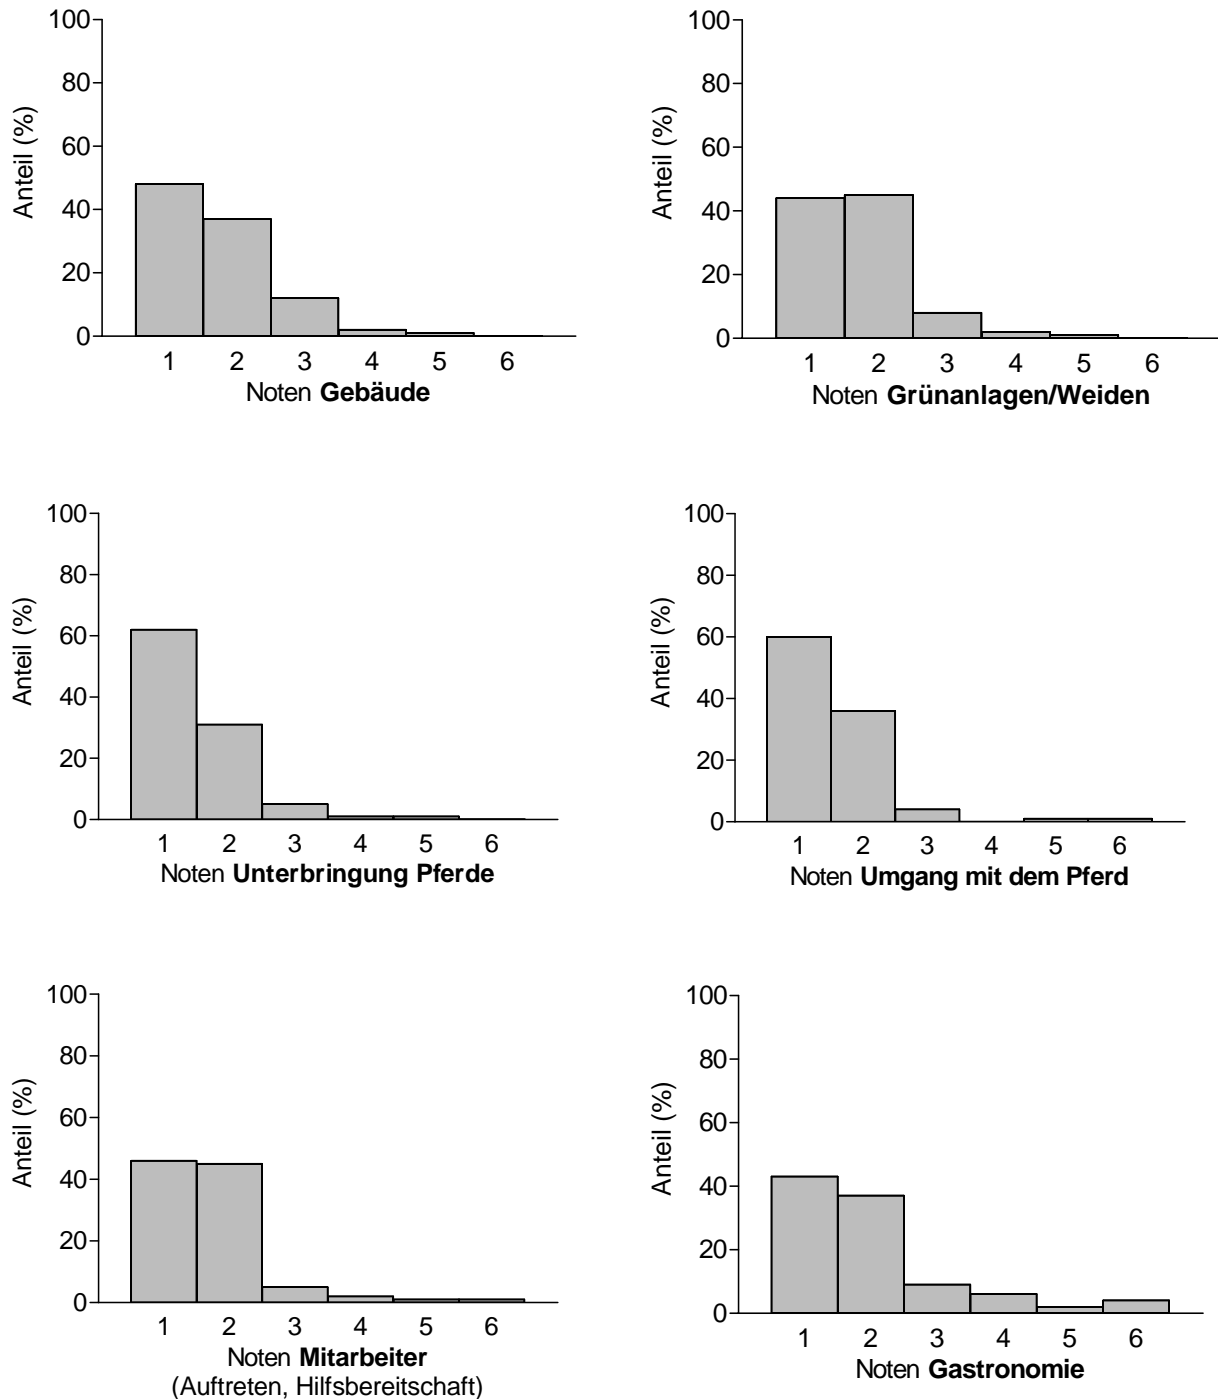 100
80
60
40
20
0
Anteil (%)
1 2 3 4 5 6
Noten Gebäude
100
80
60
40
20
0
Anteil (%)
1 2 3 4 5 6
Noten Grünanlagen/Weiden
100
80
60
40
20
0
Anteil (%)
1 2 3 4 5 6
Noten Unterbringung Pferde
100
80
60
40
20
0
Anteil (%)
1 2 3 4 5 6
Noten Umgang mit dem Pferd
100
80
60
40
20
0
Anteil (%)
1 2 3 4 5 6
Noten Mitarbeiter
(Auftreten, Hilfsbereitschaft)
100
80
60
40
20
0
Anteil (%)
1 2 3 4 5 6
Noten Gastronomie